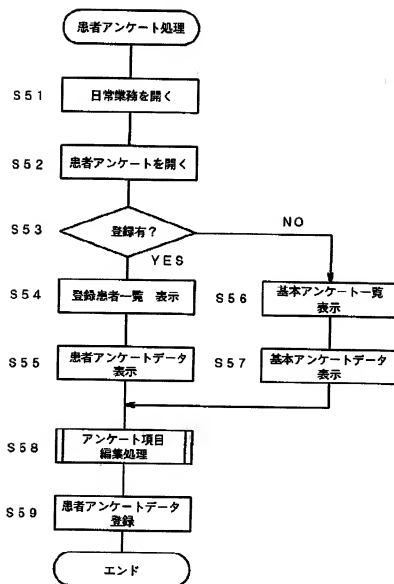 患者アンケート処理
S51
日常業務を開く
S52
患者アンケートを開く
S53
登録有?
NO
YES
S54
登録患者一覧 表示
S56
基本アンケート一覧
表示
S55
患者アンケートデータ
表示
S57
基本アンケートデータ
表示
S58
アンケート項目
編集処理
S59
患者アンケートデータ
登録
エンド